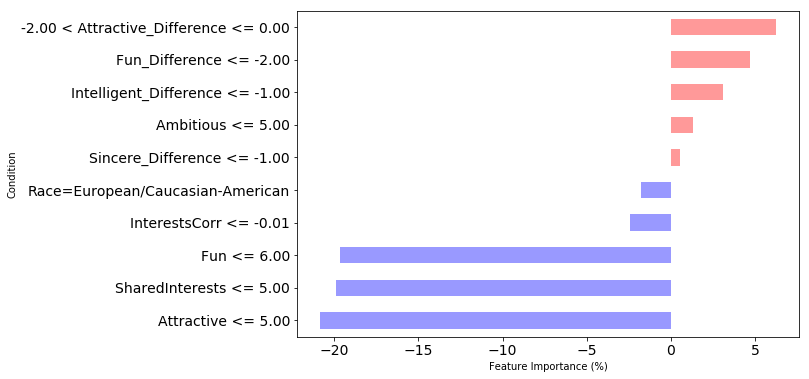 Condition
-2.00 < Attractive_Difference <= 0.00
Fun_Difference <= -2.00
Intelligent_Difference <= -1.00
Ambitious <= 5.00
Sincere_Difference <= -1.00
Race=European/Caucasian-American
InterestsCorr <= -0.01
Fun <= 6.00
SharedInterests <= 5.00
Attractive <= 5.00
−20 −15 −10 −5 0 5
Feature Importance (%)